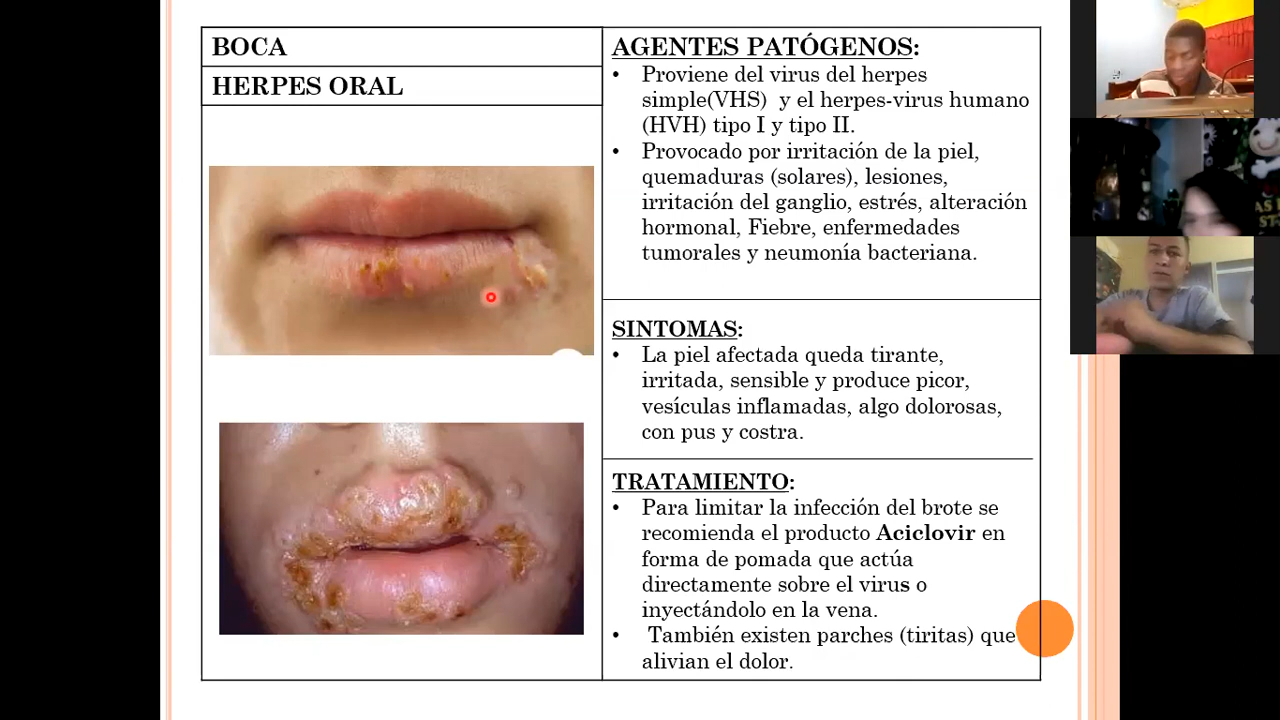 BOCA
HERPES ORAL
AGENTES PATÓGENOS:
• Proviene del virus del herpes
simple(VHS) y el herpes-virus humano
(HVH) tipo I y tipo II.
• Provocado por irritación de la piel,
quemaduras (solares), lesiones,
irritación del ganglio, estrés, alteración
hormonal, Fiebre, enfermedades
tumorales y neumonía bacteriana.
SINTOMAS:
• La piel afectada queda tirante,
irritada, sensible y produce picor,
vesículas inflamadas, algo dolorosas,
con pus y costra.
TRATAMIENTO:
• Para limitar la infección del brote se
recomienda el producto Aciclovir en
forma de pomada que actúa
directamente sobre el virus o
inyectándolo en la vena.
• También existen parches (tiritas) que
alivian el dolor.